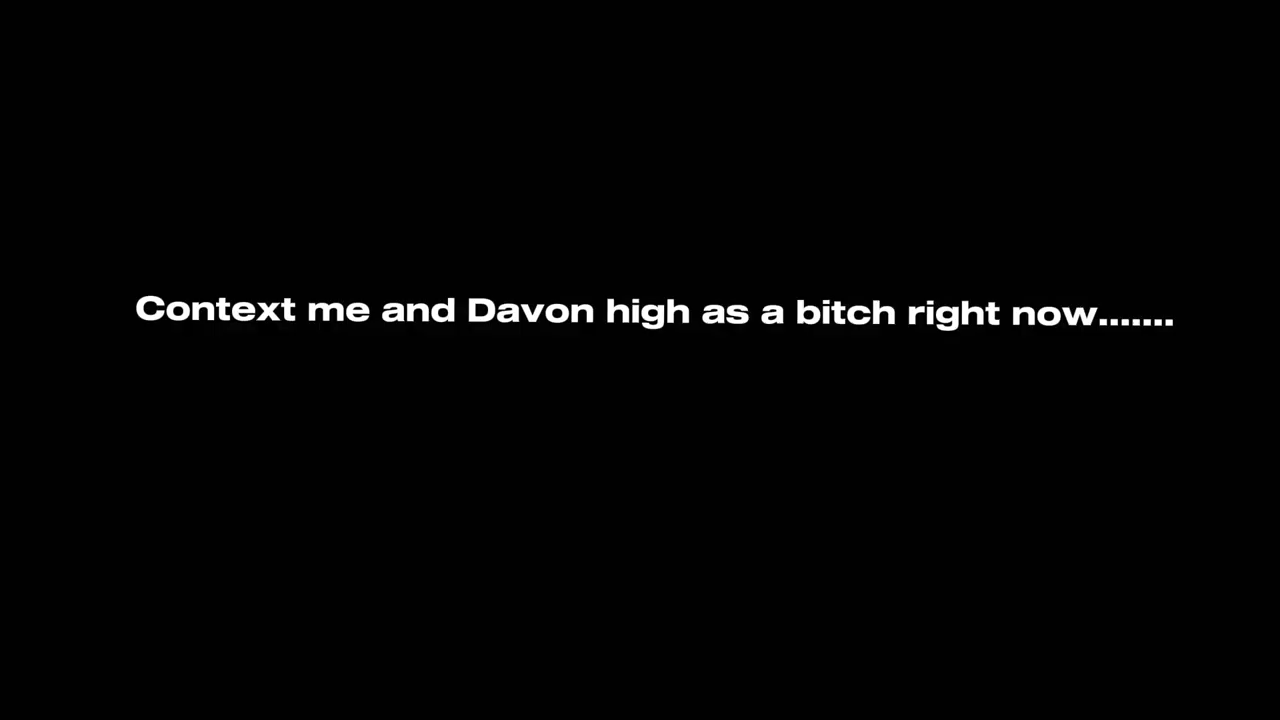 Context me and Davon high as a bitch right now.......